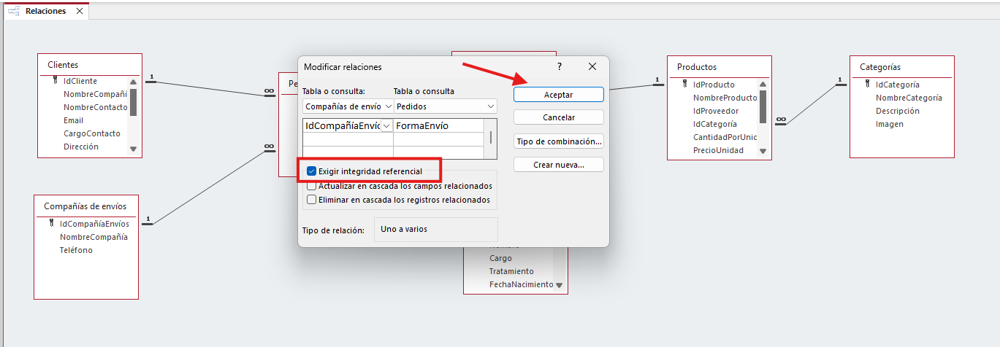 Relaciones
Clientes
IdCliente
NombreCompañí
NombreContacto
Email
CargoContacto
Dirección
1
∞
Pe
∞
Compañías de envíos
IdCompañíaEnvíos
NombreCompañía
Teléfono
1
Modificar relaciones
?
Tabla o consulta:
Tabla o consulta
Compañías de envío
Pedidos
IdCompañíaEnvíc
FormaEnvío
Exigir integridad referencial
Actualizar en cascada los campos relacionados
Eliminar en cascada los registros relacionados
Tipo de relación:
Uno a varios
Aceptar
Cancelar
Tipo de combinación...
Crear nueva...
Cargo
Tratamiento
FechaNacimiento
1
Productos
IdProducto
NombreProducto
IdProveedor
IdCategoría
CantidadPorUnic
PrecioUnidad
∞
1
Categorías
IdCategoría
NombreCategoría
Descripción
Imagen